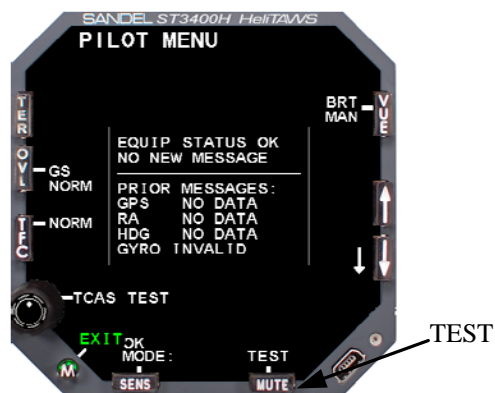 SANDEL ST3400H HeliTAWS
PILOT MENU
TER
BRT
MAN
VUE
EQUIP STATUS OK
NO NEW MESSAGE
OVL
GS
NORM
PRIOR MESSAGES:
GPS NO DATA
RA NO DATA
HDG NO DATA
GYRO INVALID
TFC
NORM
TCAS TEST
EXIT
OK
MODE:
TEST
TEST
M
SENS
MUTE